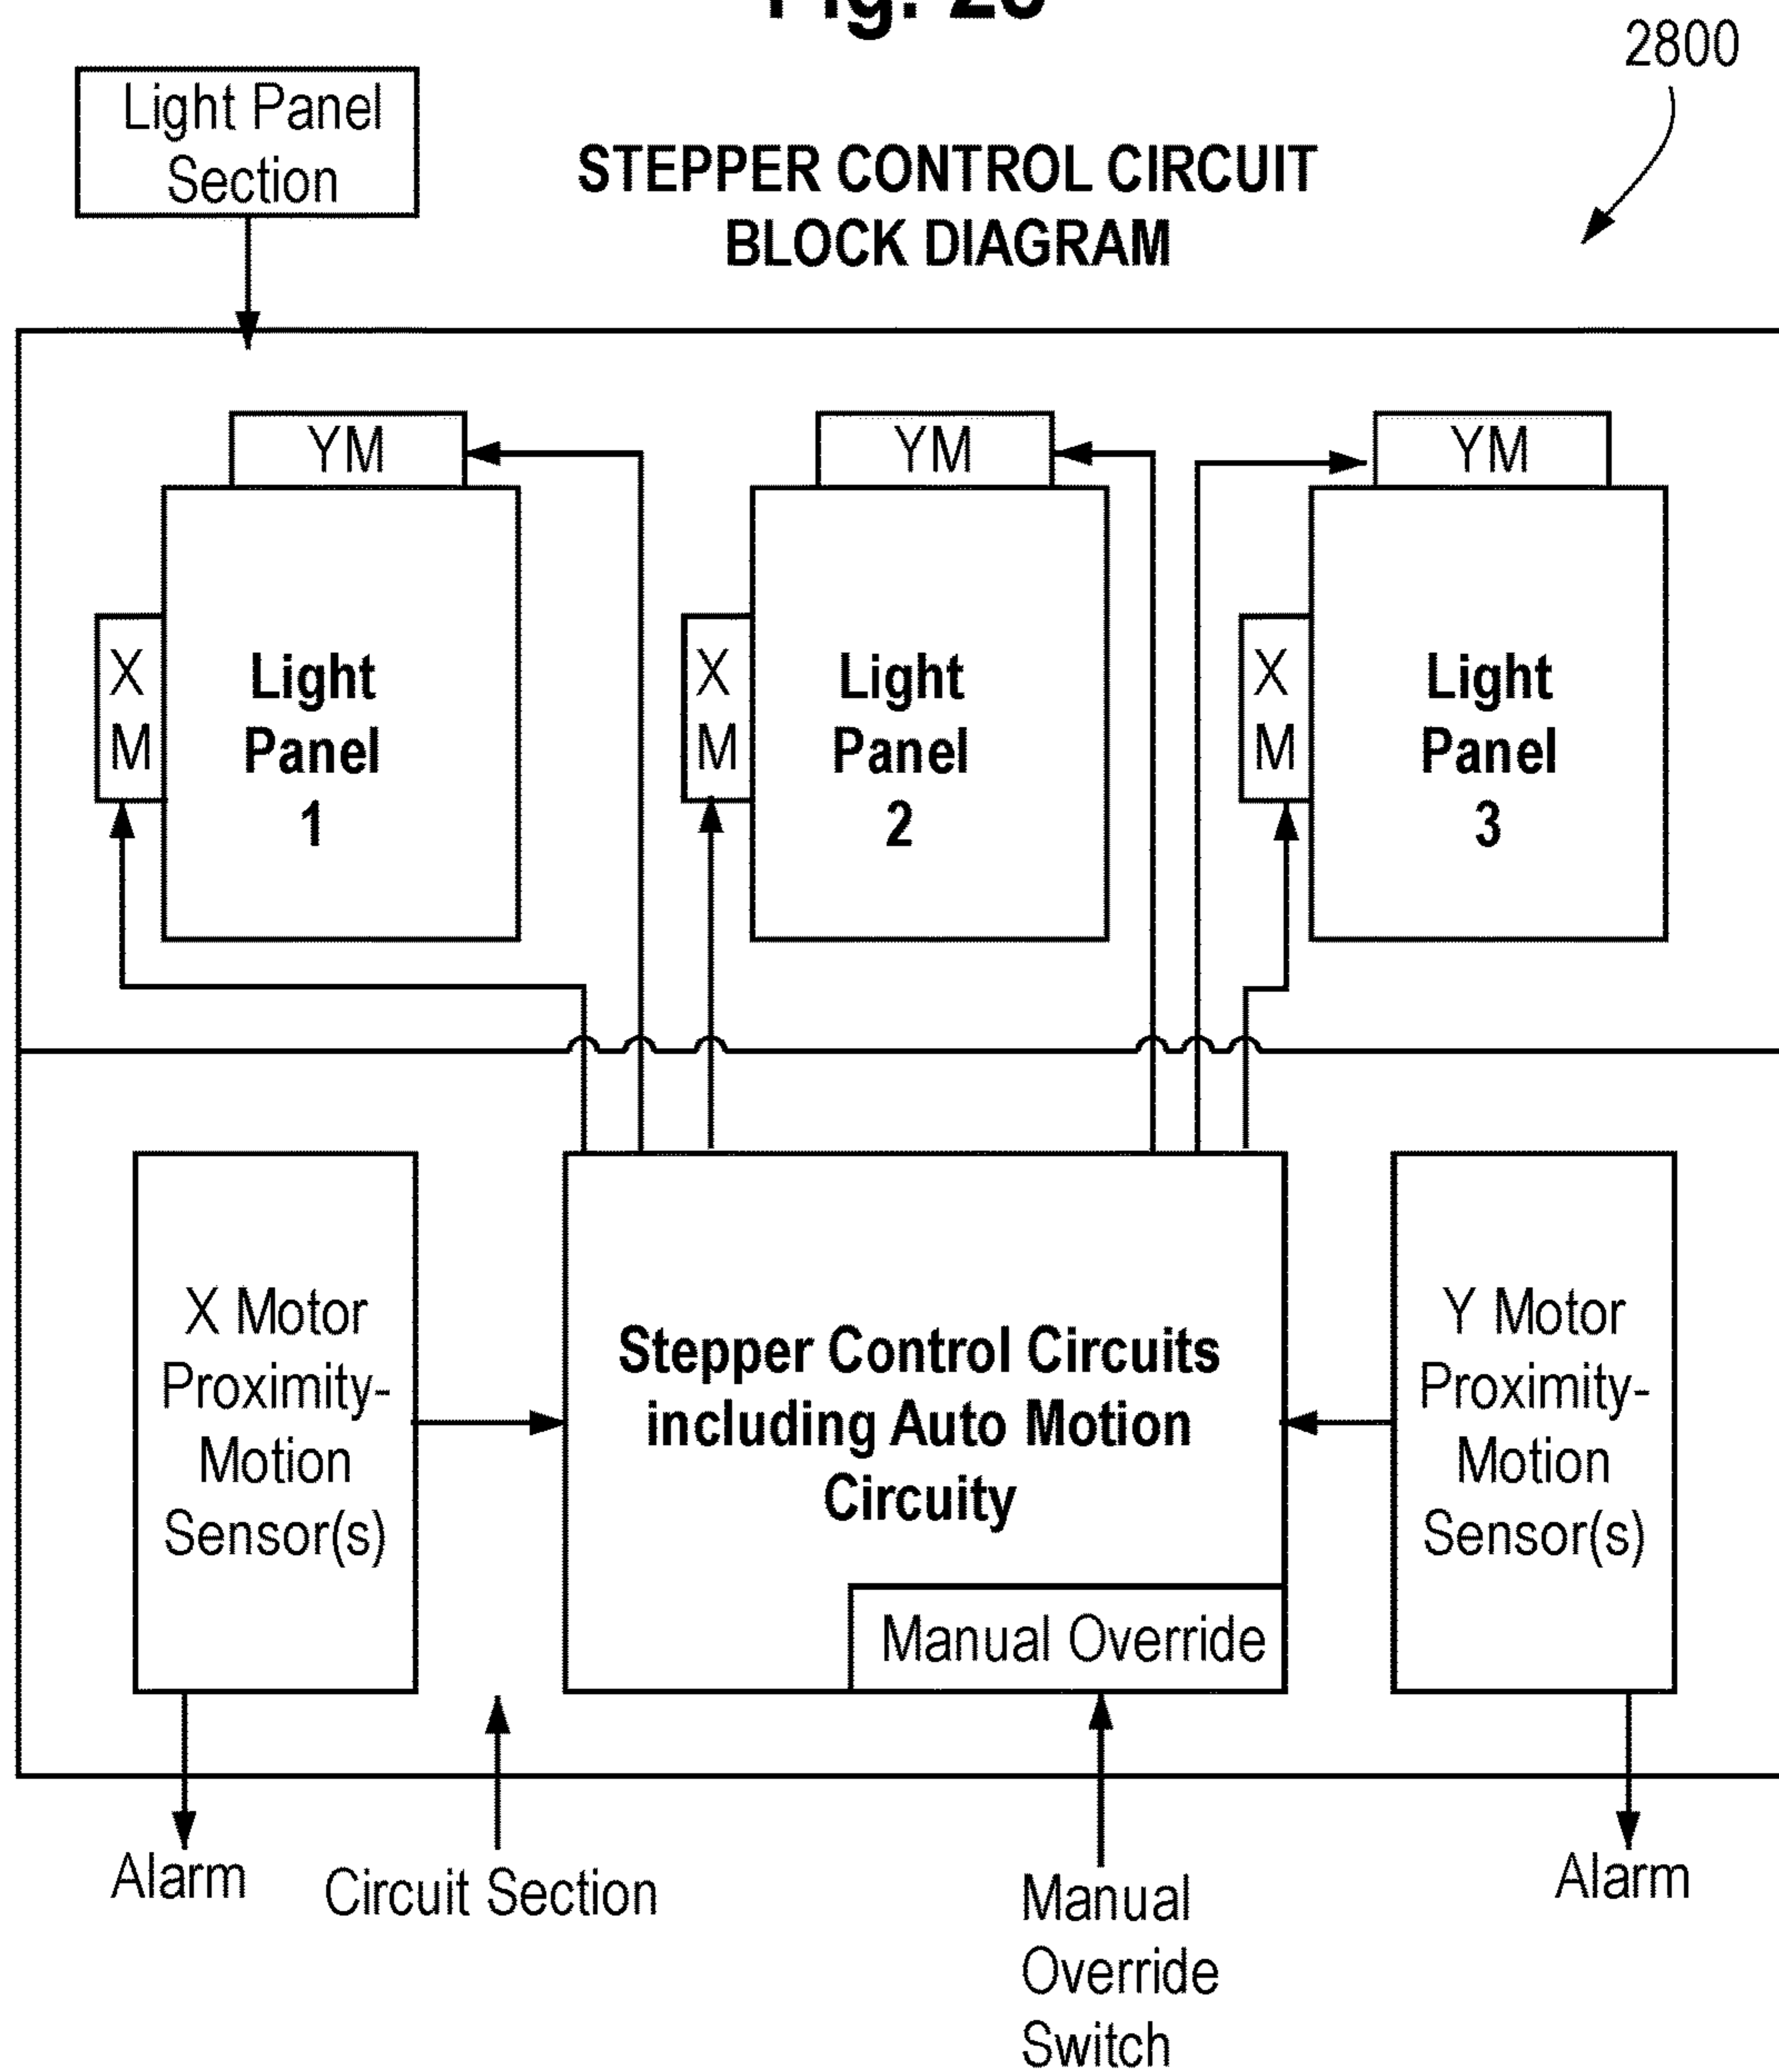 2800
Light Panel
Section
STEPPER CONTROL CIRCUIT
BLOCK DIAGRAM
YM
YM
YM
X
M
Light
Panel
1
X
M
Light
Panel
2
X
M
Light
Panel
3
X Motor
Proximity-
Motion
Sensor(s)
Stepper Control Circuits
including Auto Motion
Circuity
Manual Override
Y Motor
Proximity-
Motion
Sensor(s)
Alarm
Circuit Section
Manual
Override
Switch
Alarm